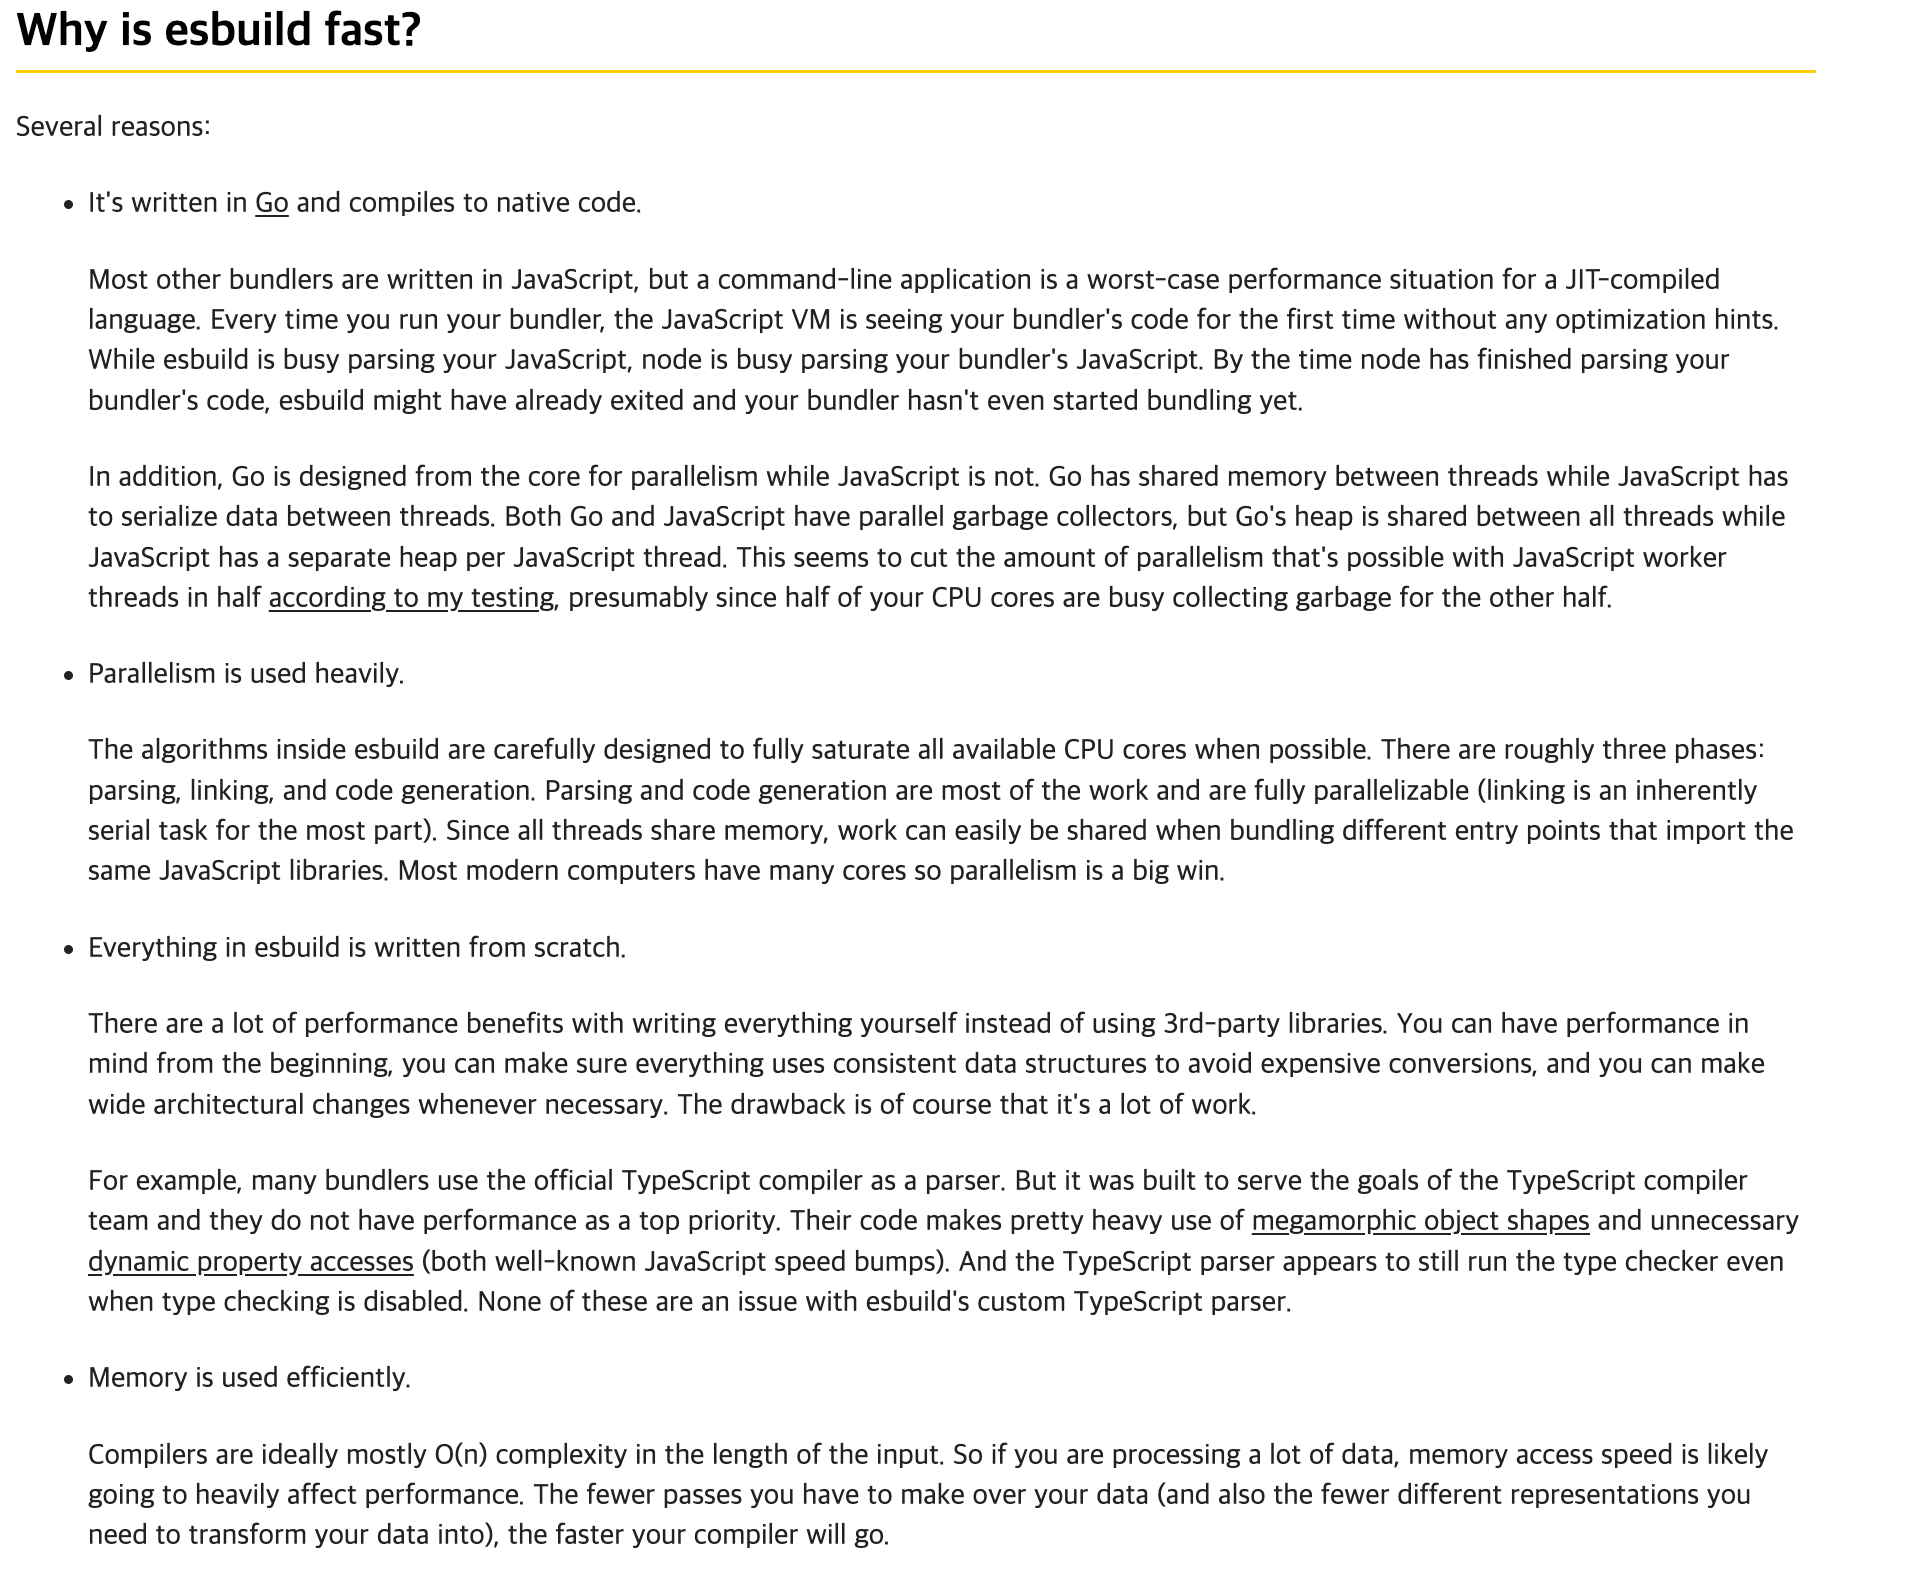 Why is esbuild fast?
Several reasons:
• It's written in Go and compiles to native code.
Most other bundlers are written in JavaScript, but a command-line application is a worst-case performance situation for a JIT-compiled
language. Every time you run your bundler, the JavaScript VM is seeing your bundler's code for the first time without any optimization hints.
While esbuild is busy parsing your JavaScript, node is busy parsing your bundler's JavaScript. By the time node has finished parsing your
bundler's code, esbuild might have already exited and your bundler hasn't even started bundling yet.
In addition, Go is designed from the core for parallelism while JavaScript is not. Go has shared memory between threads while JavaScript has
to serialize data between threads. Both Go and JavaScript have parallel garbage collectors, but Go's heap is shared between all threads while
JavaScript has a separate heap per JavaScript thread. This seems to cut the amount of parallelism that's possible with JavaScript worker
threads in half according to my testing, presumably since half of your CPU cores are busy collecting garbage for the other half.
• Parallelism is used heavily.
The algorithms inside esbuild are carefully designed to fully saturate all available CPU cores when possible. There are roughly three phases:
parsing, linking, and code generation. Parsing and code generation are most of the work and are fully parallelizable (linking is an inherently
serial task for the most part). Since all threads share memory, work can easily be shared when bundling different entry points that import the
same JavaScript libraries. Most modern computers have many cores so parallelism is a big win.
• Everything in esbuild is written from scratch.
There are a lot of performance benefits with writing everything yourself instead of using 3rd-party libraries. You can have performance in
mind from the beginning, you can make sure everything uses consistent data structures to avoid expensive conversions, and you can make
wide architectural changes whenever necessary. The drawback is of course that it's a lot of work.
For example, many bundlers use the official TypeScript compiler as a parser. But it was built to serve the goals of the TypeScript compiler
team and they do not have performance as a top priority. Their code makes pretty heavy use of megamorphic object shapes and unnecessary
dynamic property accesses (both well-known JavaScript speed bumps). And the TypeScript parser appears to still run the type checker even
when type checking is disabled. None of these are an issue with esbuild's custom TypeScript parser.
• Memory is used efficiently.
Compilers are ideally mostly O(n) complexity in the length of the input. So if you are processing a lot of data, memory access speed is likely
going to heavily affect performance. The fewer passes you have to make over your data (and also the fewer different representations you
need to transform your data into), the faster your compiler will go.